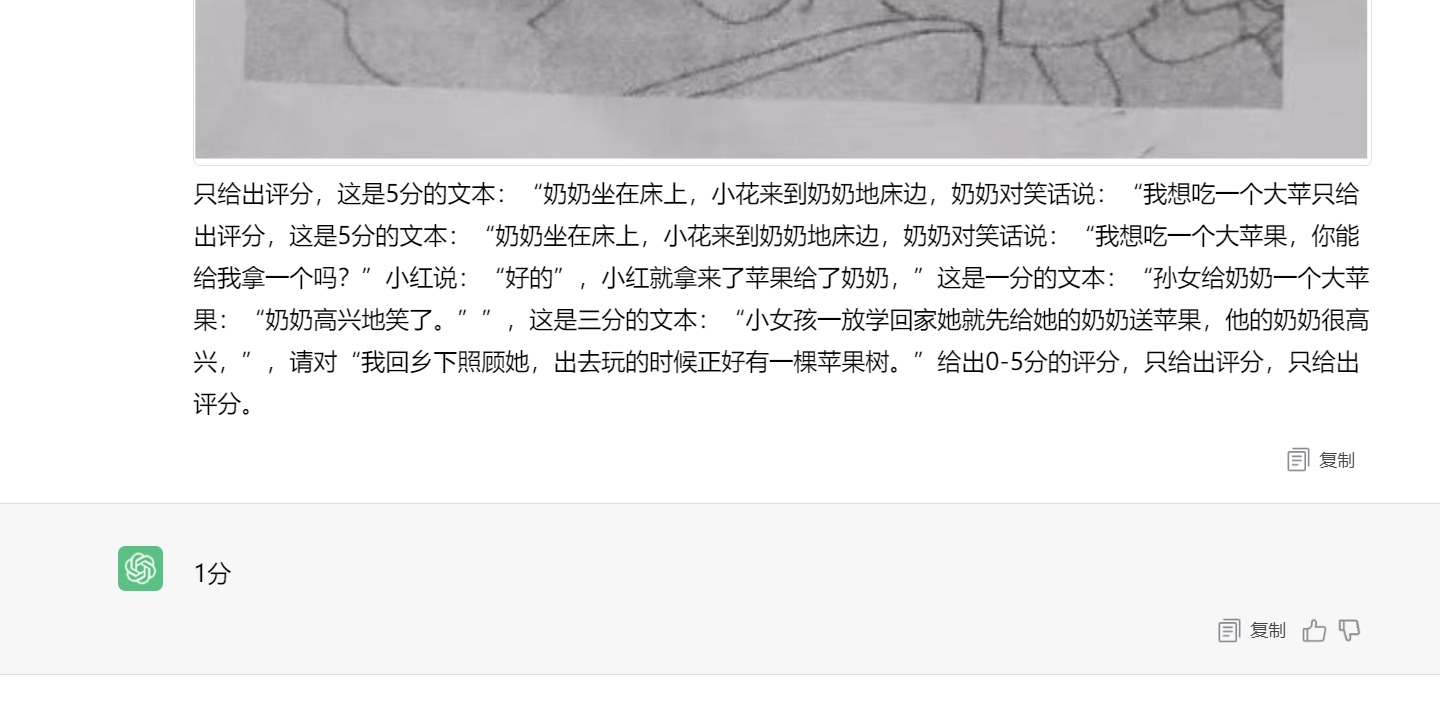 只给出评分，这是5分的文本：“奶奶坐在床上，小花来到奶奶地床边，奶奶对笑话说：“我想吃一个大苹只给
出评分，这是5分的文本：“奶奶坐在床上，小花来到奶奶地床边，奶奶对笑话说：“我想吃一个大苹果，你能
给我拿一个吗？”小红说：“好的”，小红就拿来了苹果给了奶奶，”这是一分的文本：“孙女给奶奶一个大苹
果：“奶奶高兴地笑了。””，这是三分的文本：“小女孩一放学回家她就先给她的奶奶送苹果，他的奶奶很高
兴，”，请对“我回乡下照顾她，出去玩的时候正好有一棵苹果树。”给出0-5分的评分，只给出评分，只给出
评分。
复制
1分
复制